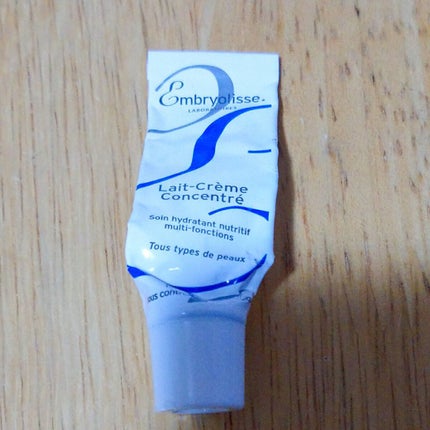 Embryolisse
LABORATOIRES
Lait-Crème
Concentré
Soin hydratant nutritif
multi-fonctions
Tous types de peaux